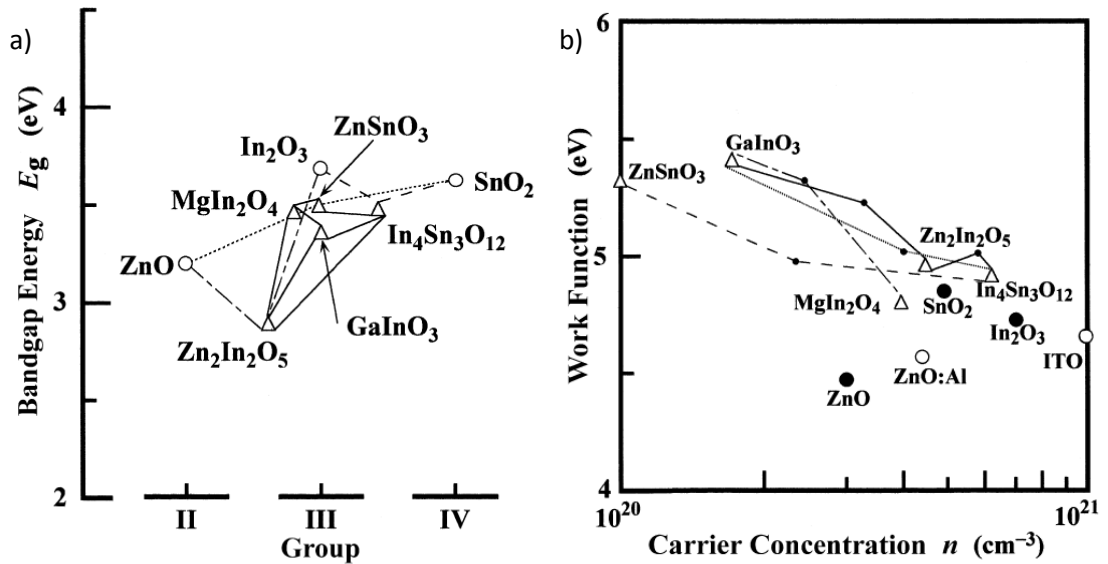 a)
Bandgap Energy Eg (eV)
4
3
2
ZnSnO3
In2O3
SnO2
MgIn2O4
In4Sn3O12
ZnO
GaInO3
Zn2In2O5
II III IV
Group
b)
Work Function (eV)
6
5
4
GaInO3
ZnSnO3
Zn2In2O5
In4Sn3O12
MgIn2O4
SnO2
In2O3
ITO
ZnO:Al
ZnO
10^20 10^21
Carrier Concentration n (cm^–3)